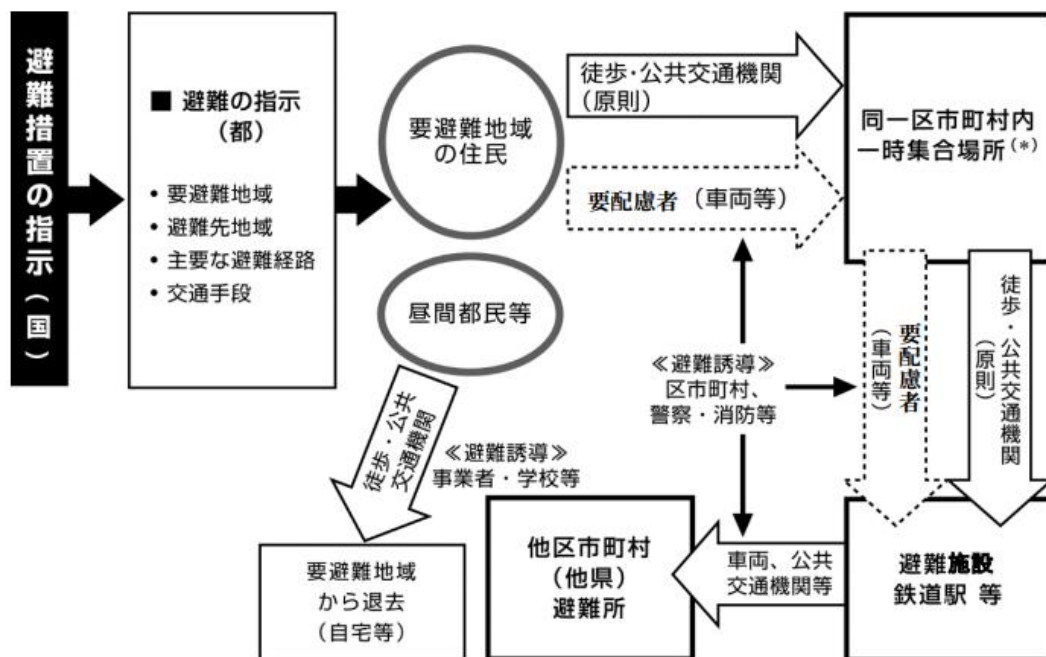 避難措置の指示(国)
■ 避難の指示
(都)
• 要避難地域
• 避難先地域
• 主要な避難経路
• 交通手段
要避難地域
の住民
昼間都民等
徒歩・公共交通機関
(原則)
要配慮者(車両等)
同一区市町村内
一時集合場所(*)
要配慮者
(車両等)
徒歩・公共交通機関
(原則)
≪避難誘導≫
区市町村、
警察・消防等
徒歩・公共
交通機関
≪避難誘導≫
事業者・学校等
要避難地域
から退去
(自宅等)
他区市町村
(他県)
避難所
車両、公共
交通機関等
避難施設
鉄道駅 等